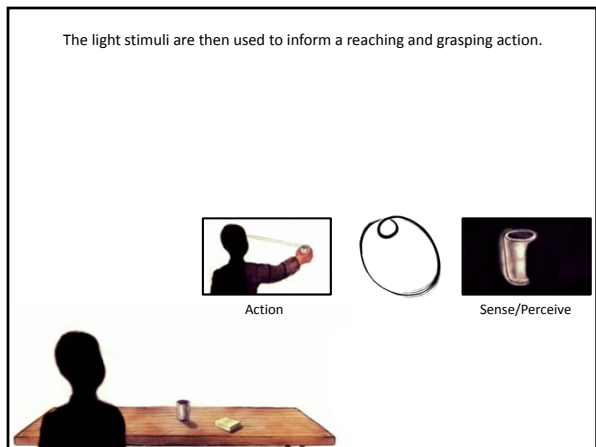 The light stimuli are then used to inform a reaching and grasping action.
Action
Sense/Perceive